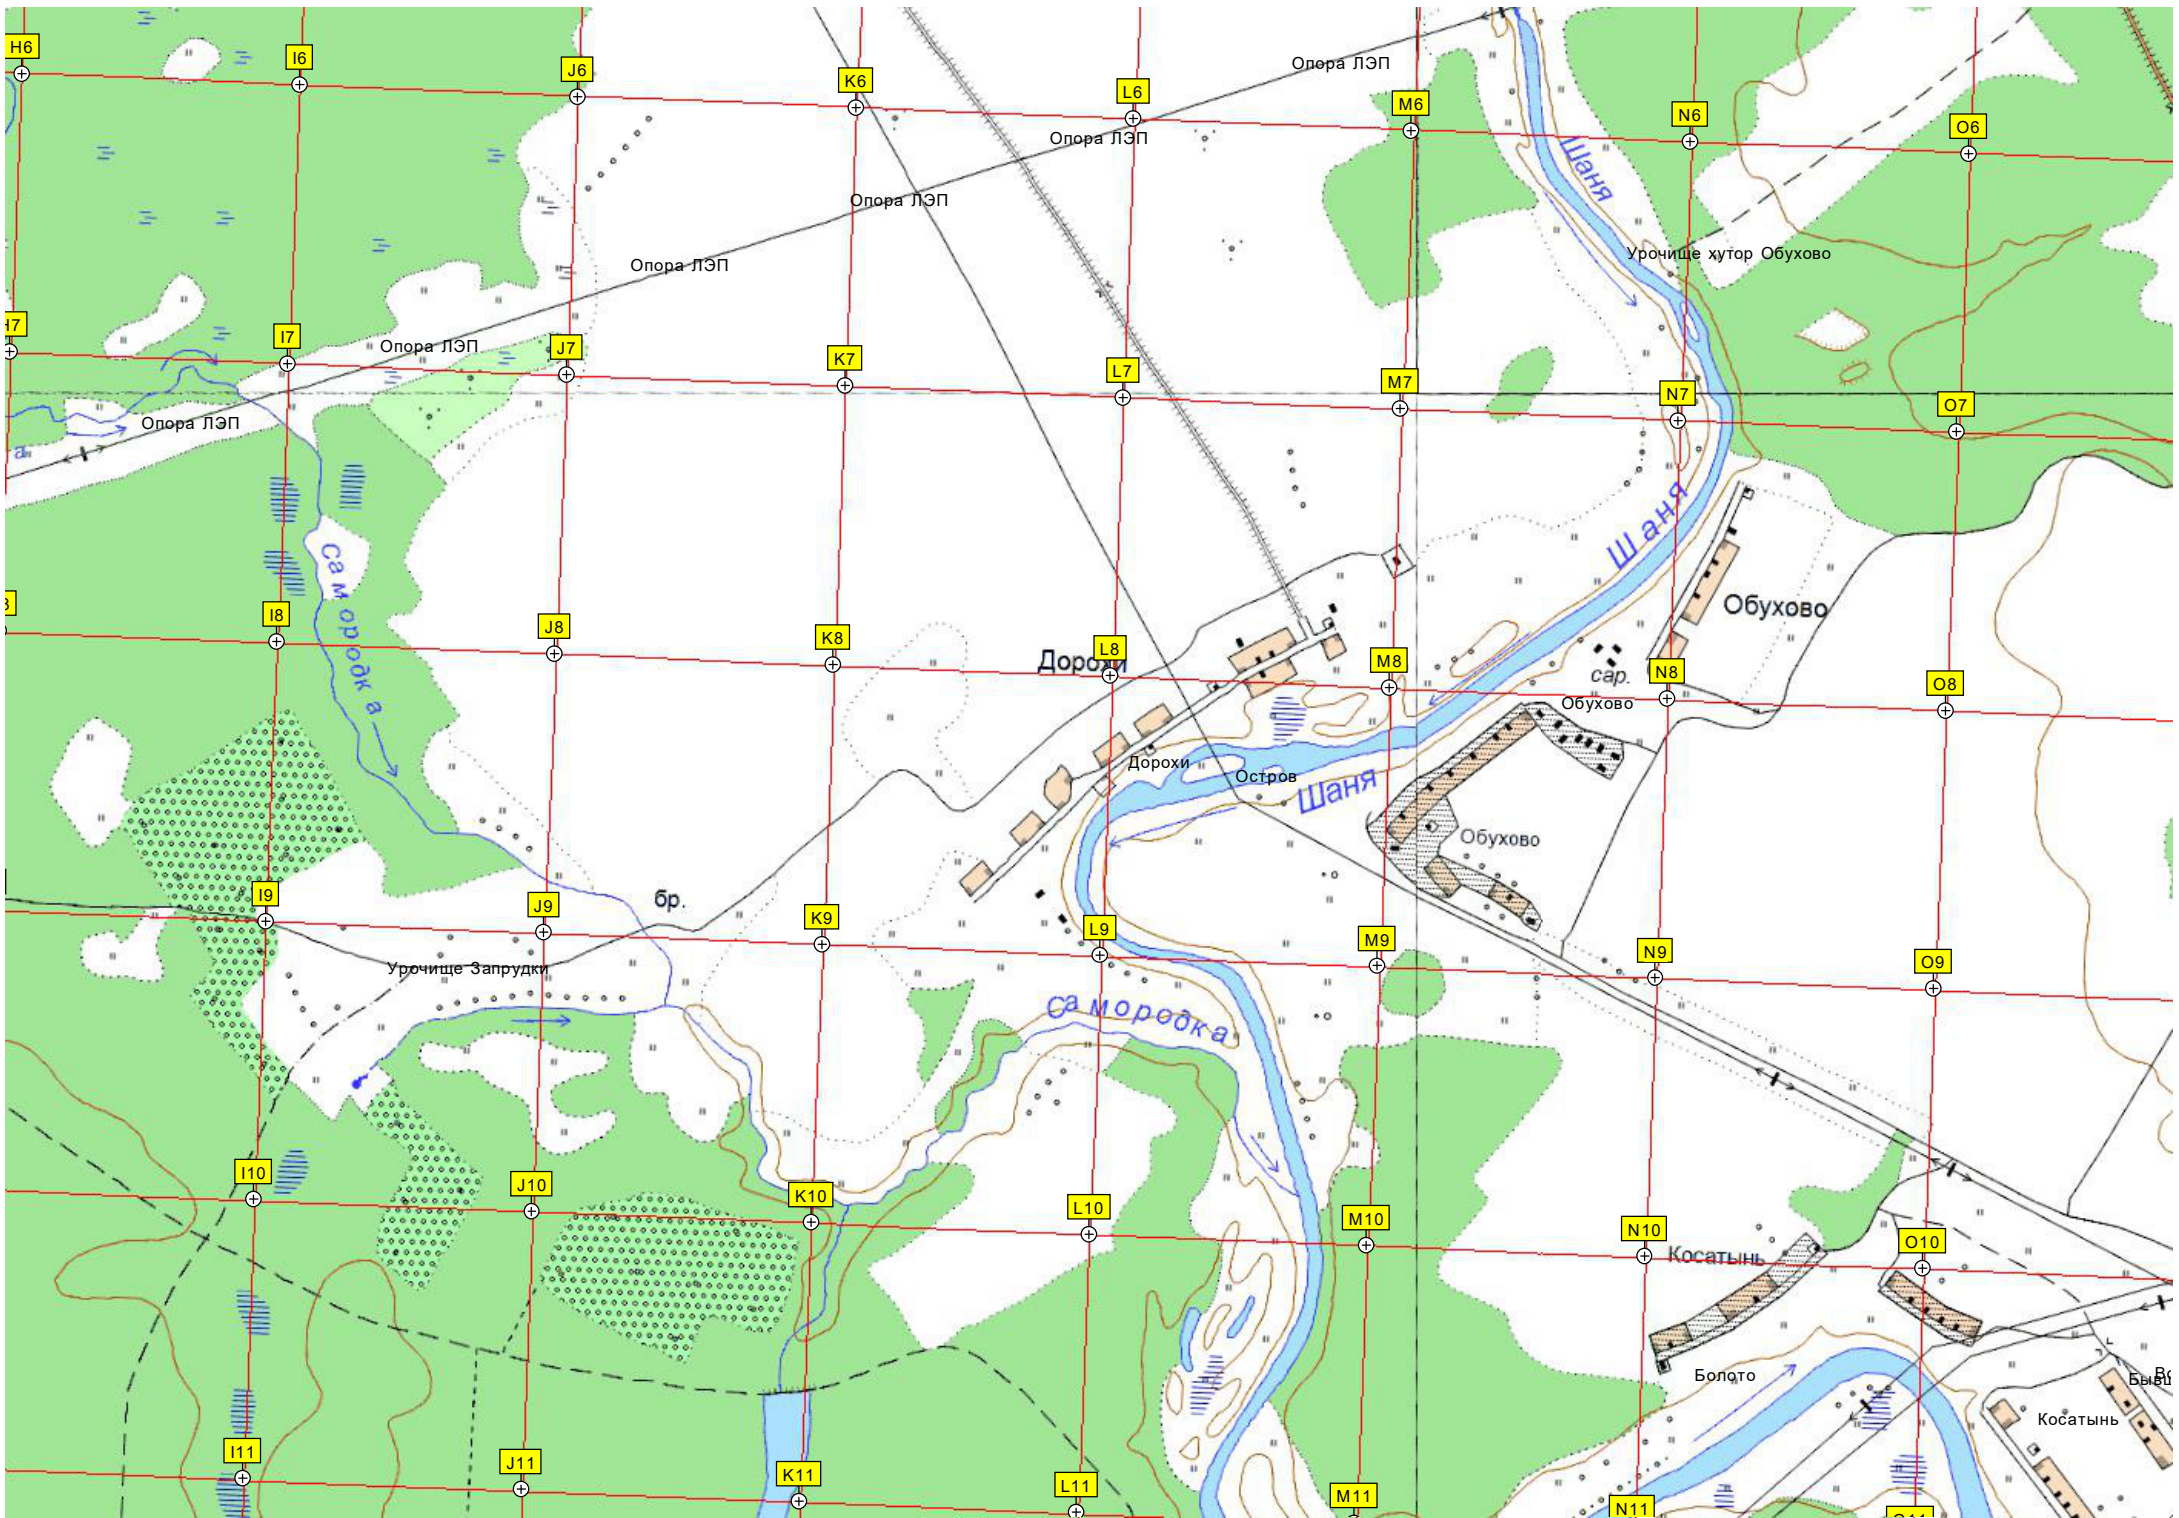 H6
I6
J6
K6
L6
M6
N6
O6
Опора ЛЭП
Опора ЛЭП
Опора ЛЭП
Опора ЛЭП
Опора ЛЭП
Опора ЛЭП
Шаня
Урочище хутор Обухово
H7
I7
J7
K7
L7
M7
N7
O7
а
Самородка
Шаня
Обухово
I8
J8
K8
Дорохи
L8
M8
сар.
N8
O8
Обухово
Дорохи
Остров
Шаня
Обухово
I9
J9
бр.
K9
L9
M9
N9
O9
Урочище Запрудки
Самородка
I10
J10
K10
L10
M10
N10
Косатынь
O10
Болото
Косатынь
I11
J11
K11
L11
M11
N11